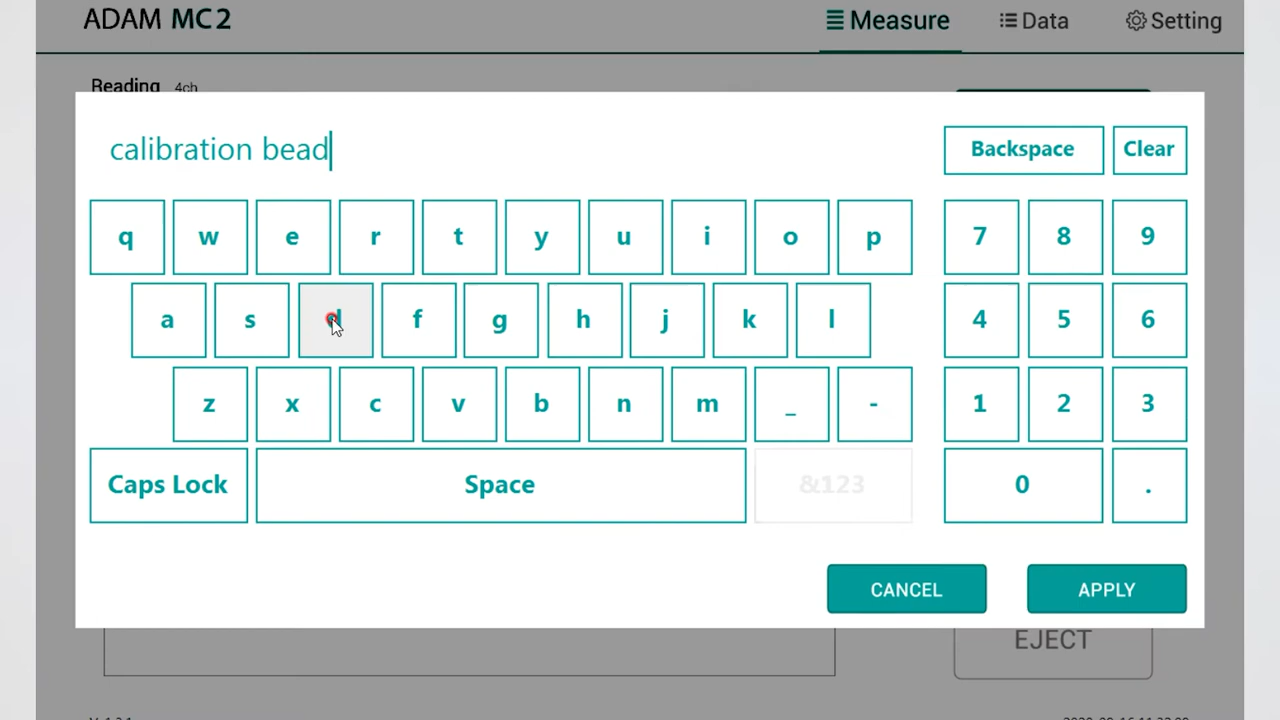 ADAM MC2
Measure
Data
Setting
Reading 4ch
calibration bead
Backspace
Clear
q w e r t y u i o p
7 8 9
a s d f g h j k l
4 5 6
z x c v b n m _ -
1 2 3
Caps Lock
Space
&123
0 .
CANCEL
APPLY
EJECT